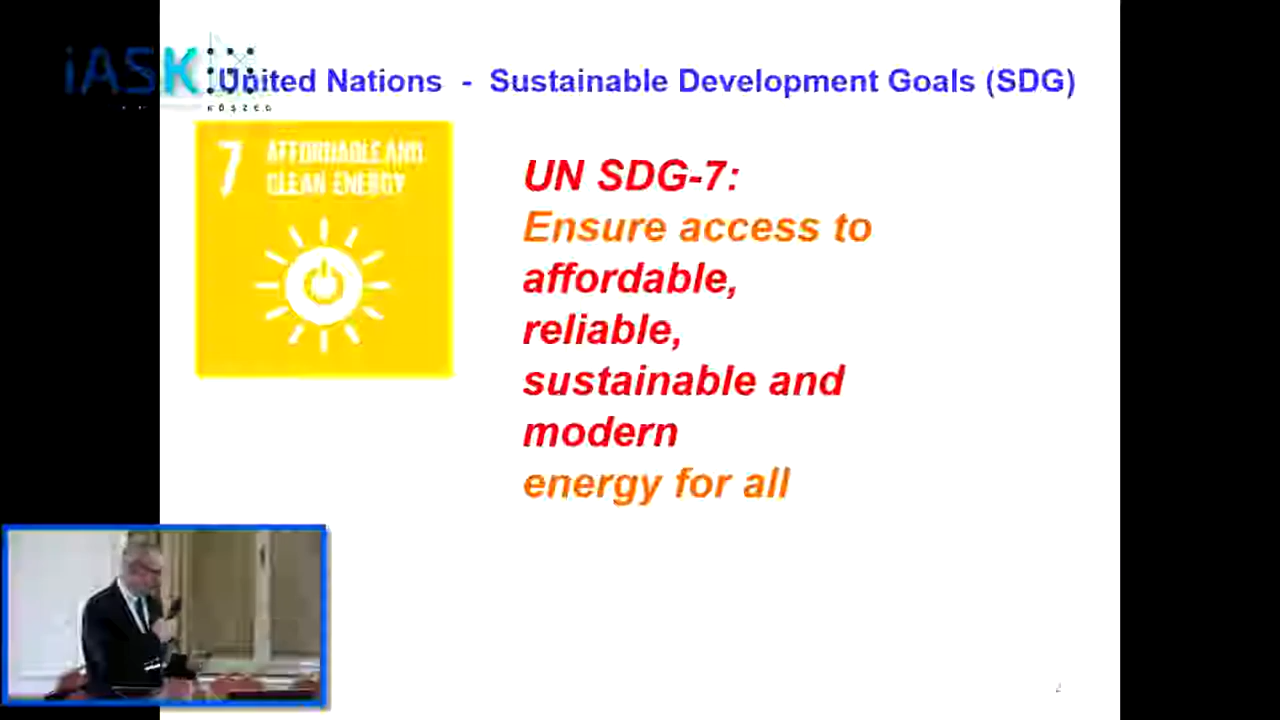 iASK
KŐSZEG
United Nations - Sustainable Development Goals (SDG)
7 AFFORDABLE AND
CLEAN ENERGY
UN SDG-7:
Ensure access to
affordable,
reliable,
sustainable and
modern
energy for all
2